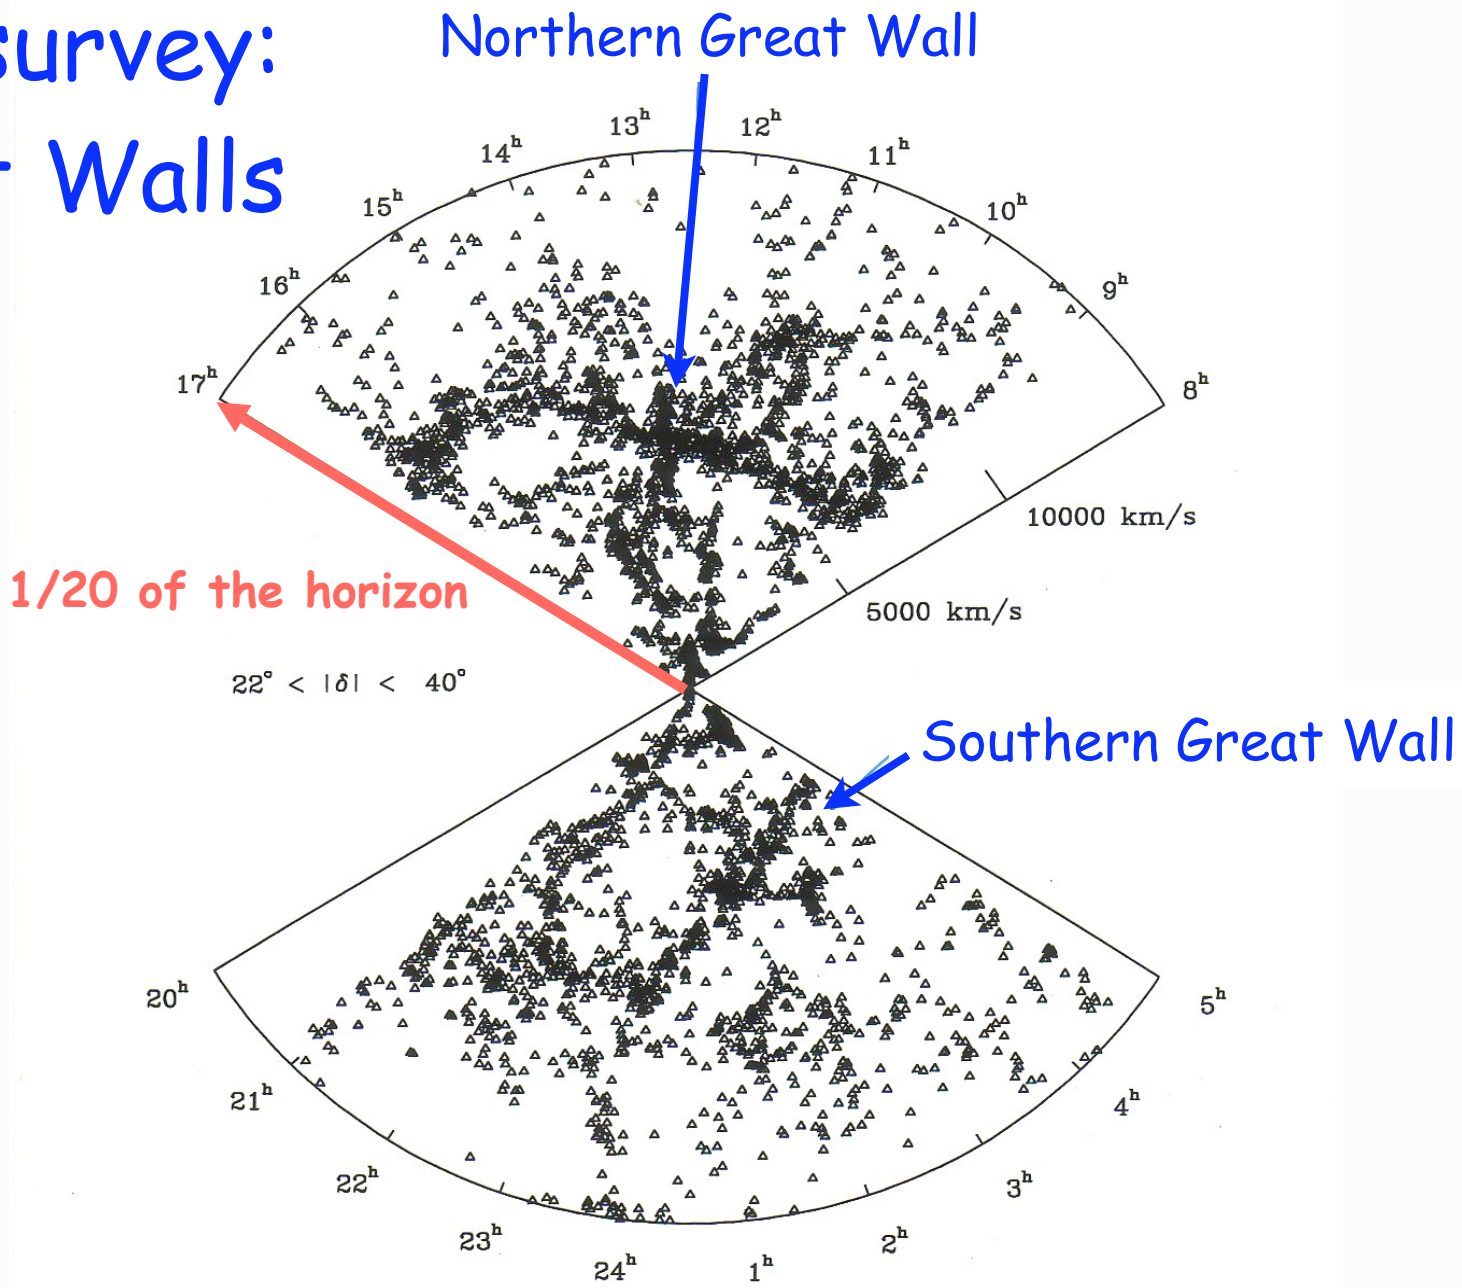 survey:
Walls
Northern Great Wall
13h
12h
14h
11h
15h
10h
16h
9h
17h
8h
10000 km/s
5000 km/s
1/20 of the horizon
22° < |δ| < 40°
Southern Great Wall
20h
5h
21h
4h
22h
3h
23h
2h
24h
1h